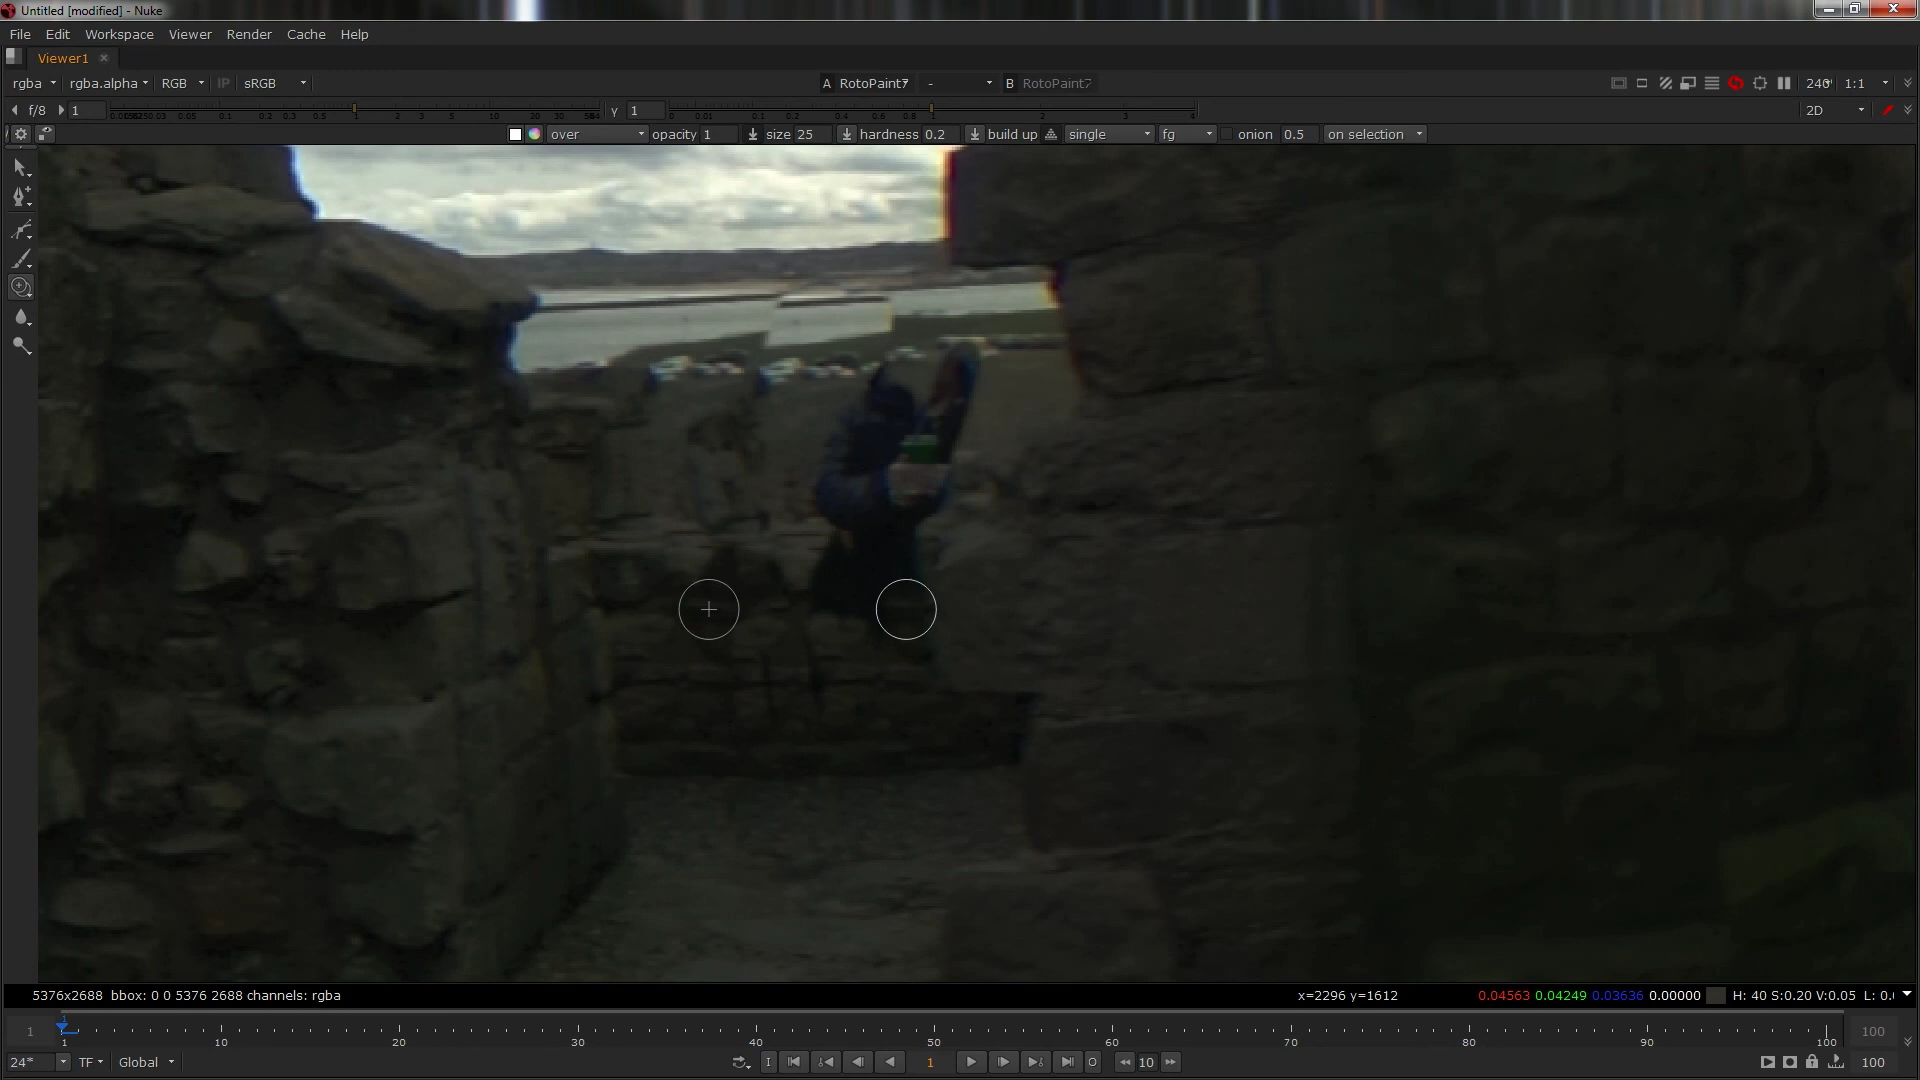 Untitled [modified] - Nuke
File Edit Workspace Viewer Render Cache Help
Viewer1
rgba rgba.alpha RGB IP sRGB A RotoPaint7 - B RotoPaint7 1:1
f/8 1 Y 1 2D
over opacity 1 size 25 hardness 0.2 build up single fg onion 0.5 on selection
5376x2688 bbox: 0 0 5376 2688 channels: rgba x=2296 y=1612 0.04563 0.04249 0.03636 0.00000 H: 40 S:0.20 V:0.05
1 1 100
1 10 20 30 40 50 60 70 80 90 100
24* TF Global 1 10 100